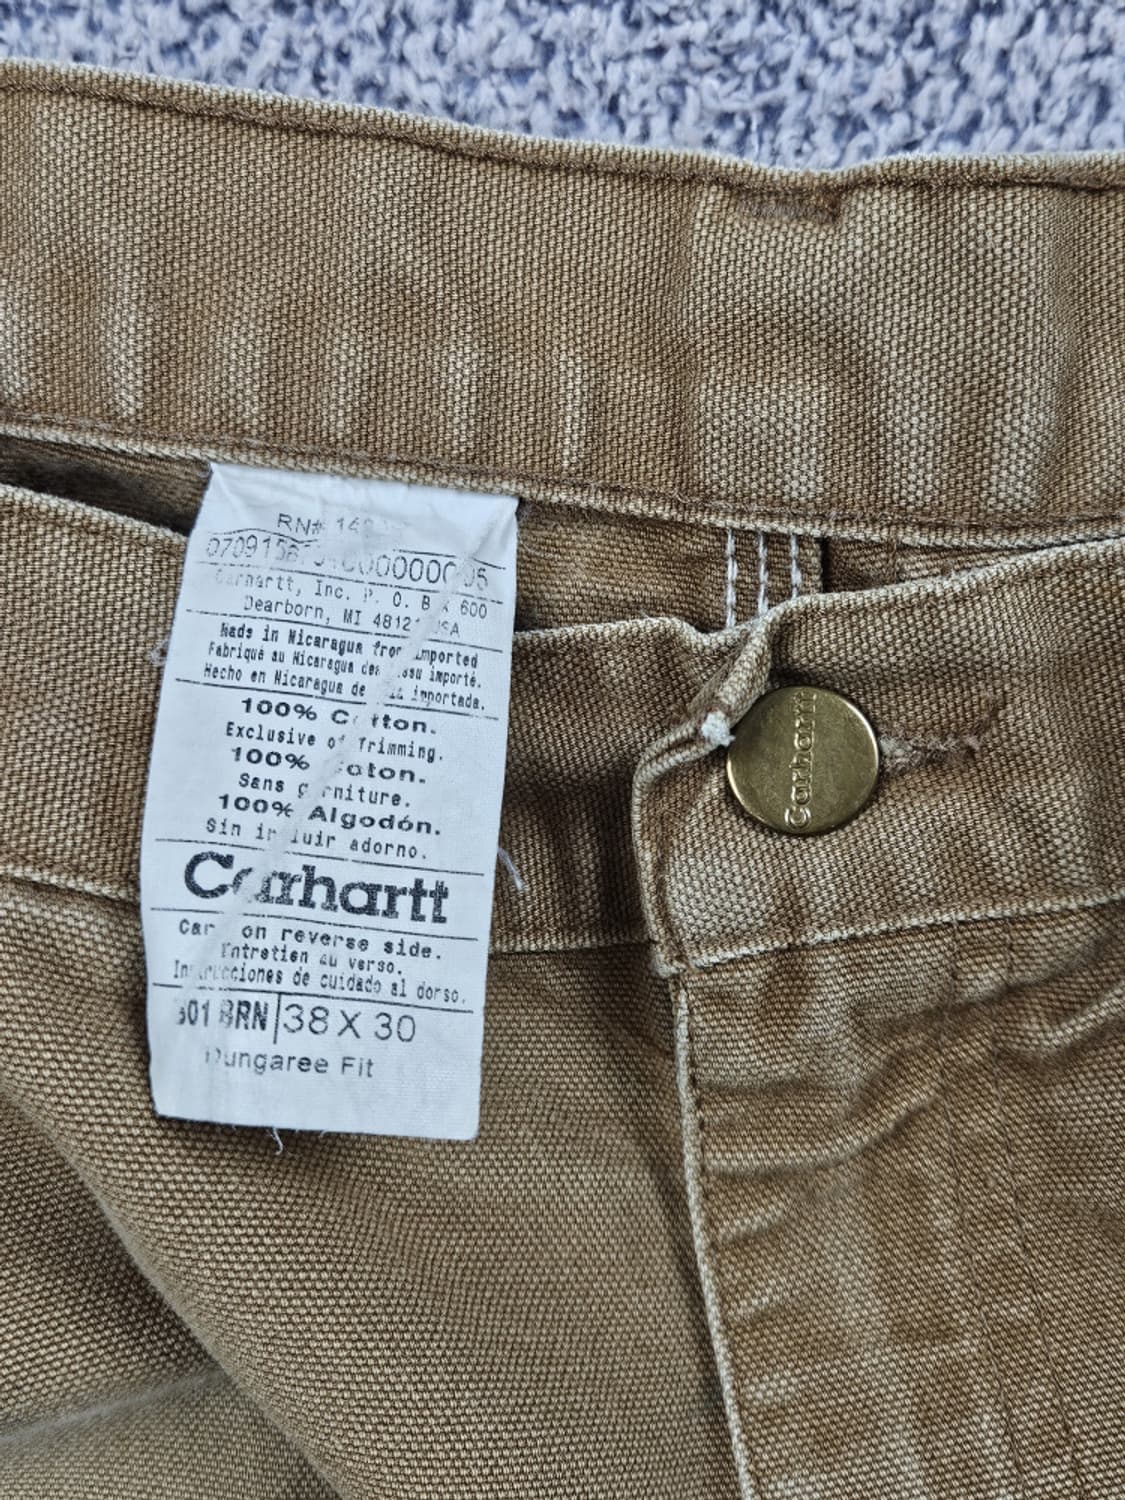 RN#
Carhartt, Inc. P. O. B 600
Dearborn, MI 4812 USA
Made in Nicaragua from imported
Fabriqué au Nicaragua de tissu importé.
Hecho en Nicaragua de importada.
100% Cotton.
Exclusive of Trimming.
100% Coton.
Sans garniture.
100% Algodón.
Sin incluir adorno.
Carhartt
Care on reverse side.
Entretien au verso.
Instrucciones de cuidado al dorso.
BRN 38 X 30
Dungaree Fit
Carhartt